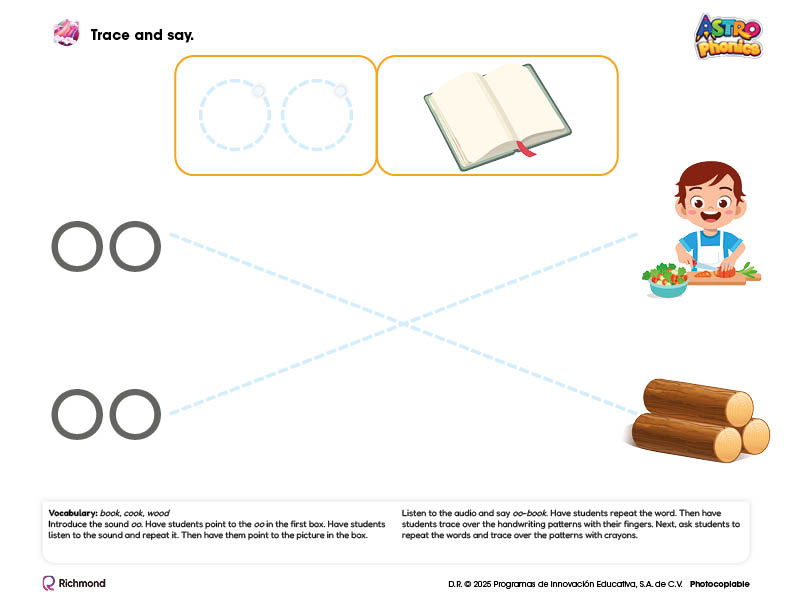 Trace and say.
ASTRO
Phonics
oo
oo
oo
Vocabulary: book, cook, wood
Introduce the sound oo. Have students point to the oo in the first box. Have students
listen to the sound and repeat it. Then have them point to the picture in the box.
Listen to the audio and say oo-book. Have students repeat the word. Then have
students trace over the handwriting patterns with their fingers. Next, ask students to
repeat the words and trace over the patterns with crayons.
Richmond
D.R. © 2025 Programas de Innovación Educativa, S.A. de C.V. Photocopiable